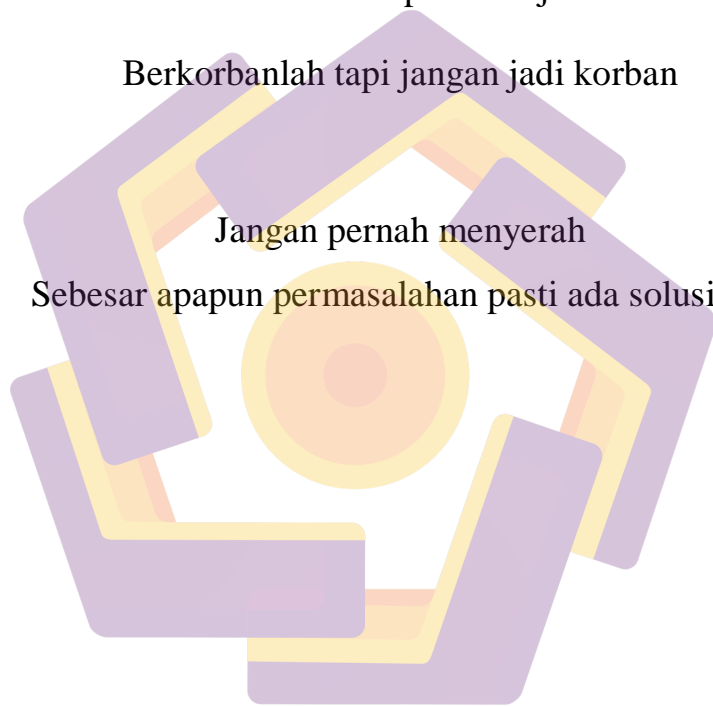 Berkorbanlah tapi jangan jadi korban
Jangan pernah menyerah
Sebesar apapun permasalahan pasti ada solusi